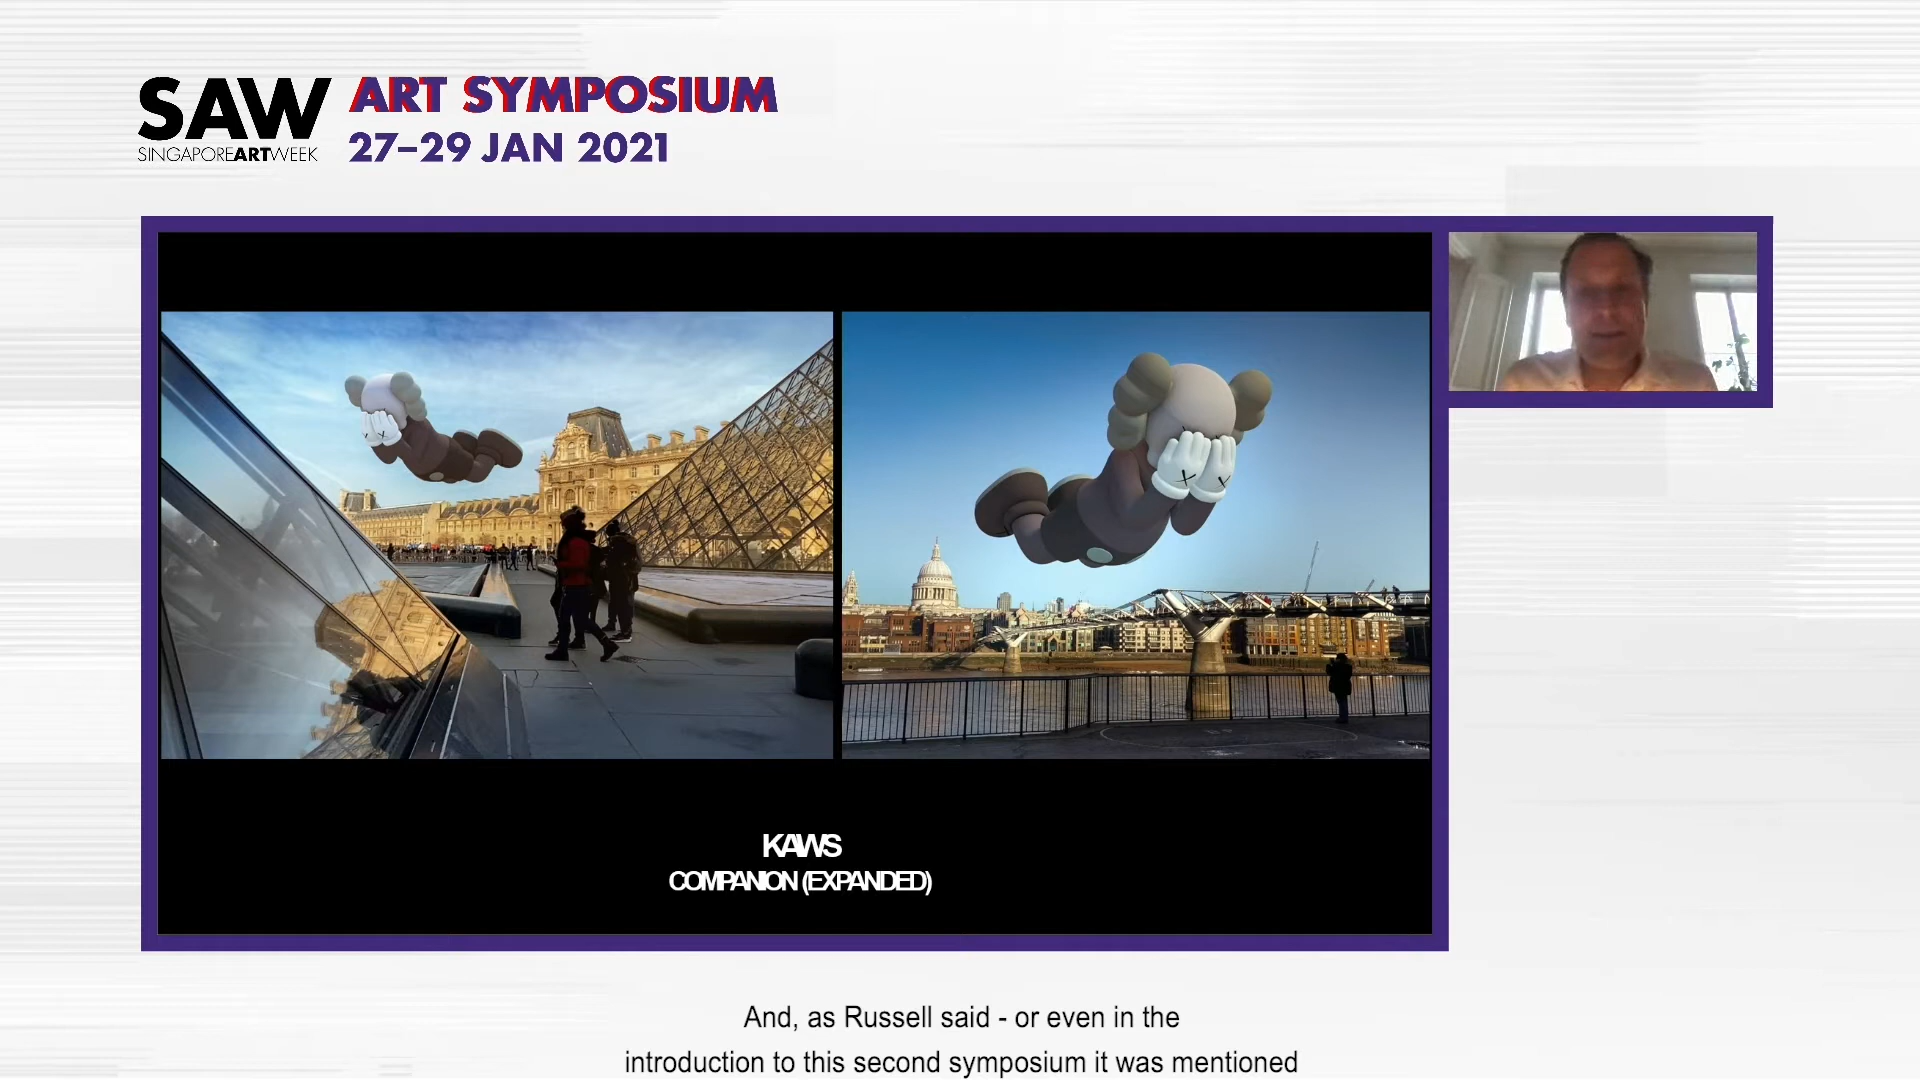 SAW
SINGAPOREARTWEEK
ART SYMPOSIUM
27–29 JAN 2021
KAWS
COMPANION (EXPANDED)
And, as Russell said - or even in the
introduction to this second symposium it was mentioned